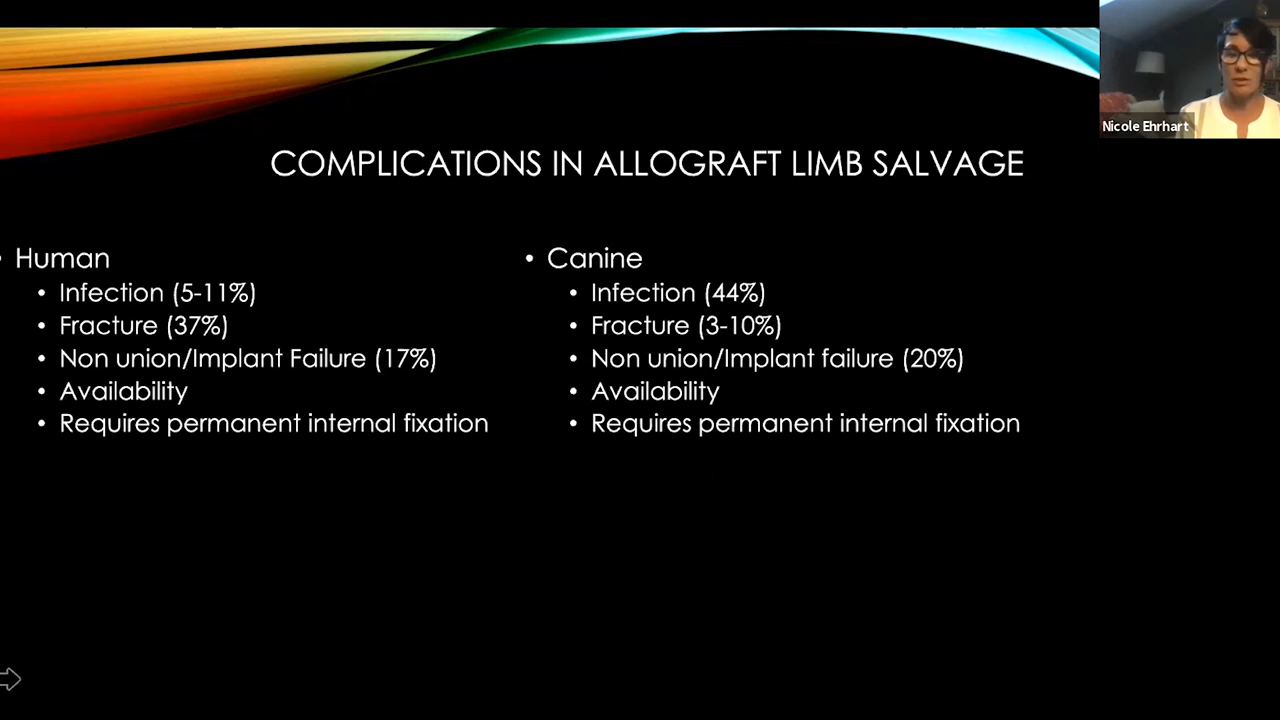 Nicole Ehrhart
COMPLICATIONS IN ALLOGRAFT LIMB SALVAGE
• Human
• Infection (5-11%)
• Fracture (37%)
• Non union/Implant Failure (17%)
• Availability
• Requires permanent internal fixation
• Canine
• Infection (44%)
• Fracture (3-10%)
• Non union/Implant failure (20%)
• Availability
• Requires permanent internal fixation